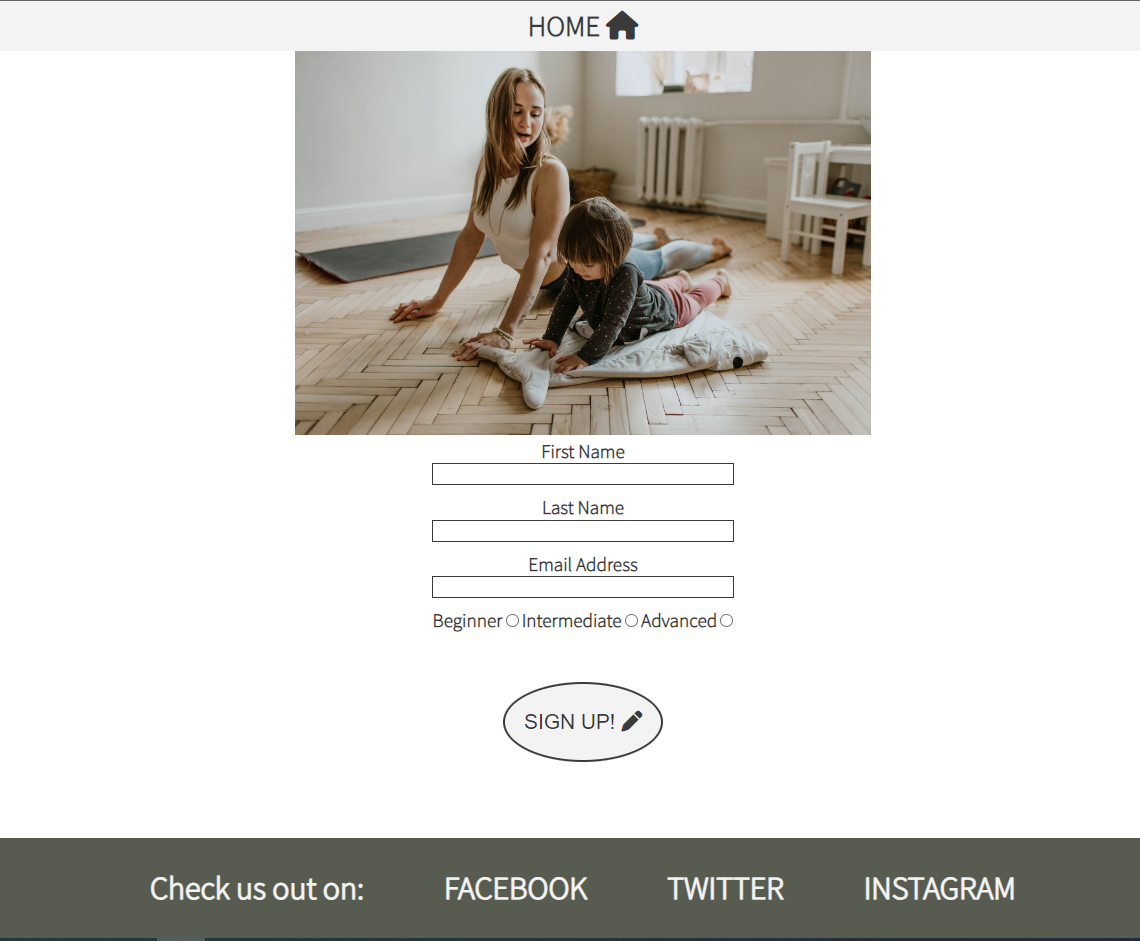 HOME
First Name
Last Name
Email Address
Beginner Intermediate Advanced
SIGN UP!
Check us out on: FACEBOOK TWITTER INSTAGRAM